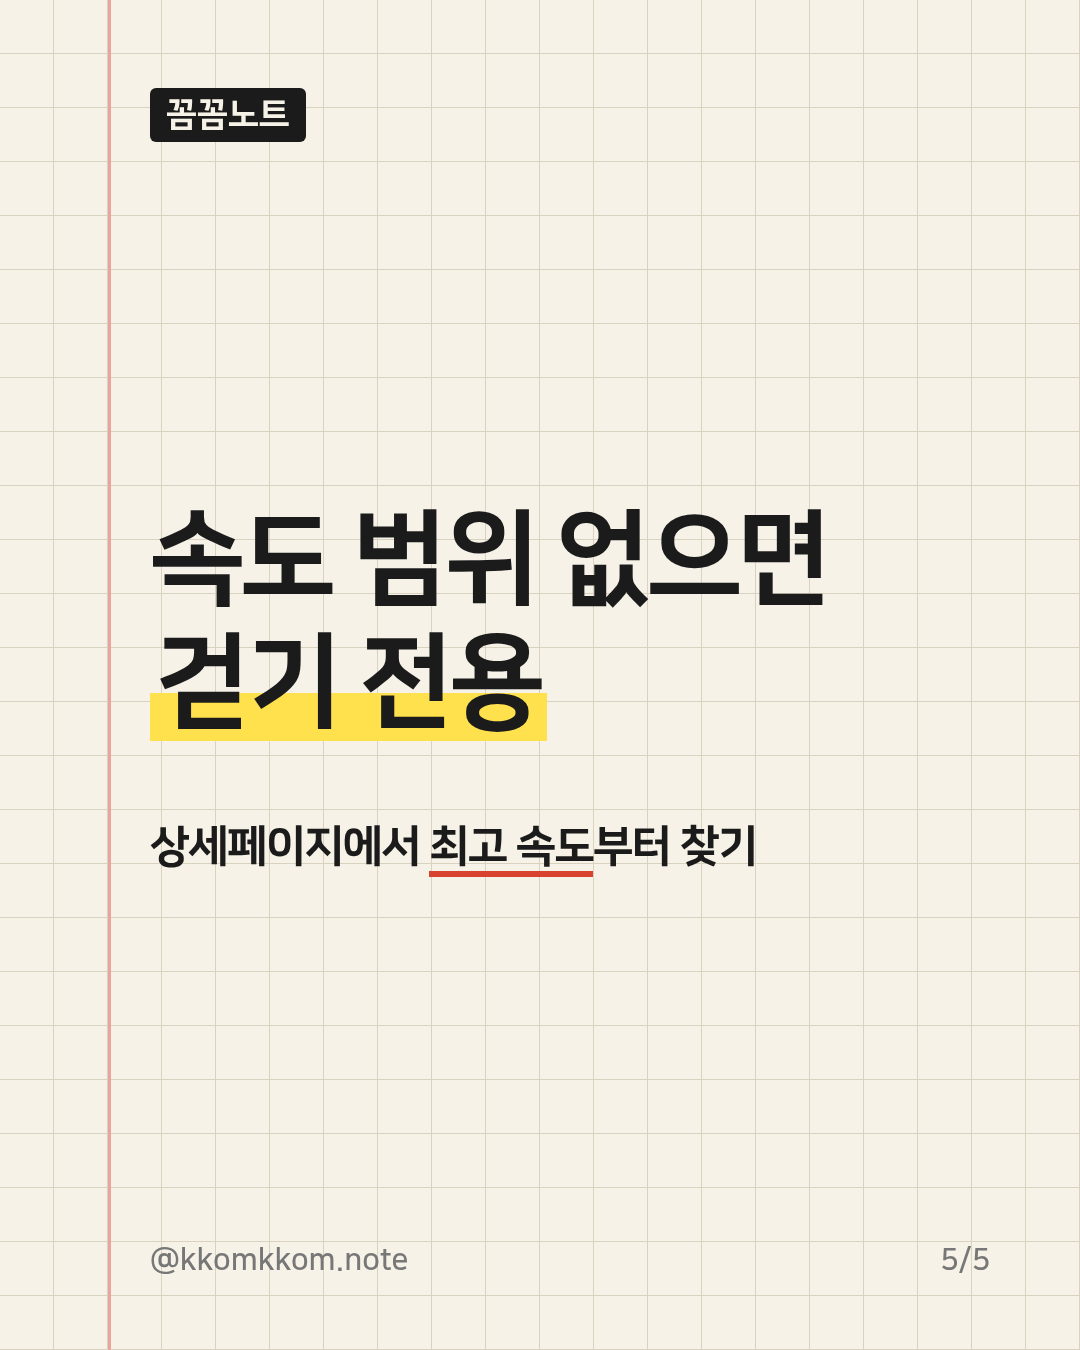 꼼꼼노트
속도 범위 없으면
걷기 전용
상세페이지에서 최고 속도부터 찾기
@kkomkkom.note
5/5